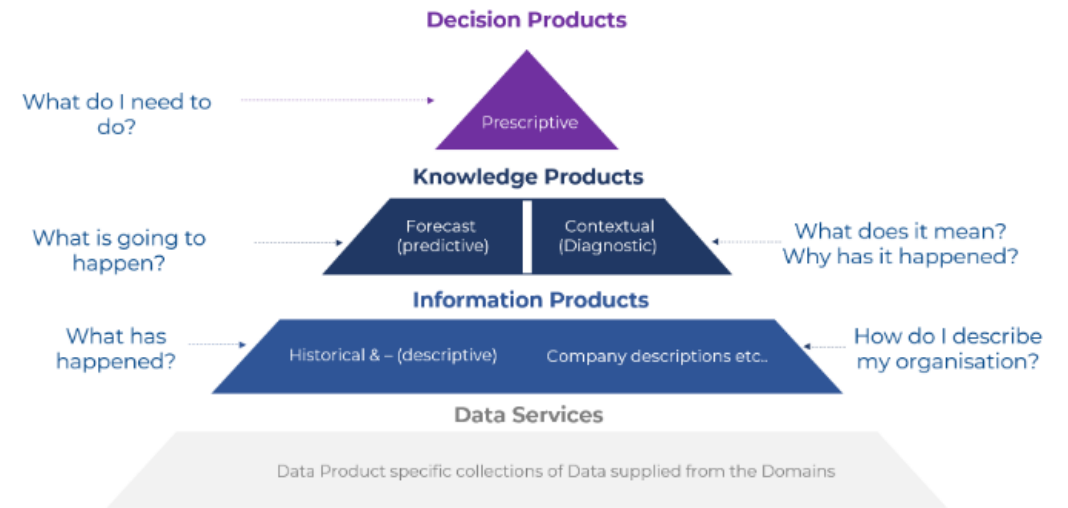 Decision Products
What do I need to
do?
Prescriptive
Knowledge Products
What is going to
happen?
Forecast
(predictive)
Contextual
(Diagnostic)
What does it mean?
Why has it happened?
Information Products
What has
happened?
Historical & – (descriptive)
Company descriptions etc..
How do I describe
my organisation?
Data Services
Data Product specific collections of Data supplied from the Domains